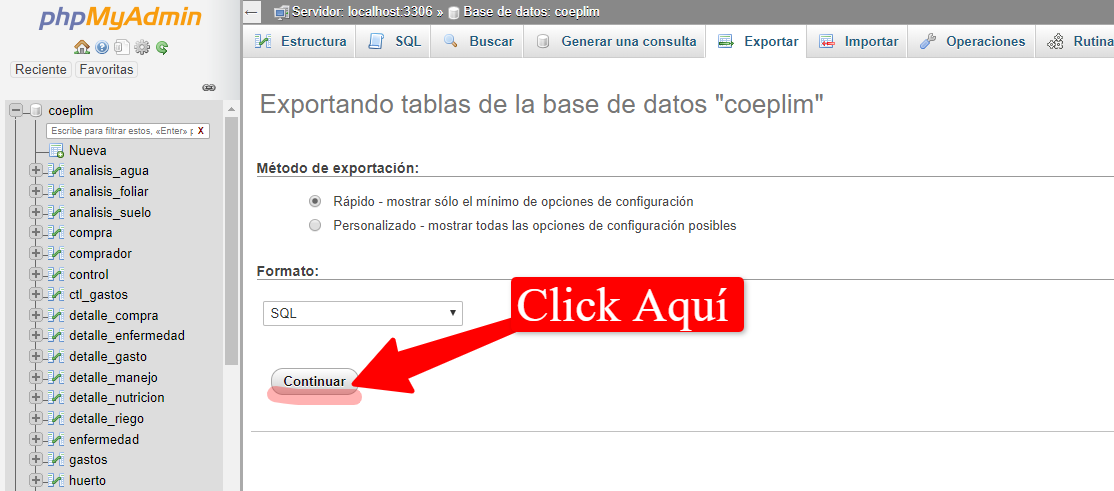 phpMyAdmin
Reciente Favoritas
coeplim
Escribe para filtrar estos, «Enter» p X
Nueva
analisis_agua
analisis_foliar
analisis_suelo
compra
comprador
control
ctl_gastos
detalle_compra
detalle_enfermedad
detalle_gasto
detalle_manejo
detalle_nutricion
detalle_riego
enfermedad
gastos
huerto
Servidor: localhost:3306 » Base de datos: coeplim
Estructura SQL Buscar Generar una consulta Exportar Importar Operaciones Rutina
Exportando tablas de la base de datos "coeplim"
Método de exportación:
Rápido - mostrar sólo el mínimo de opciones de configuración
Personalizado - mostrar todas las opciones de configuración posibles
Formato:
SQL
Click Aquí
Continuar